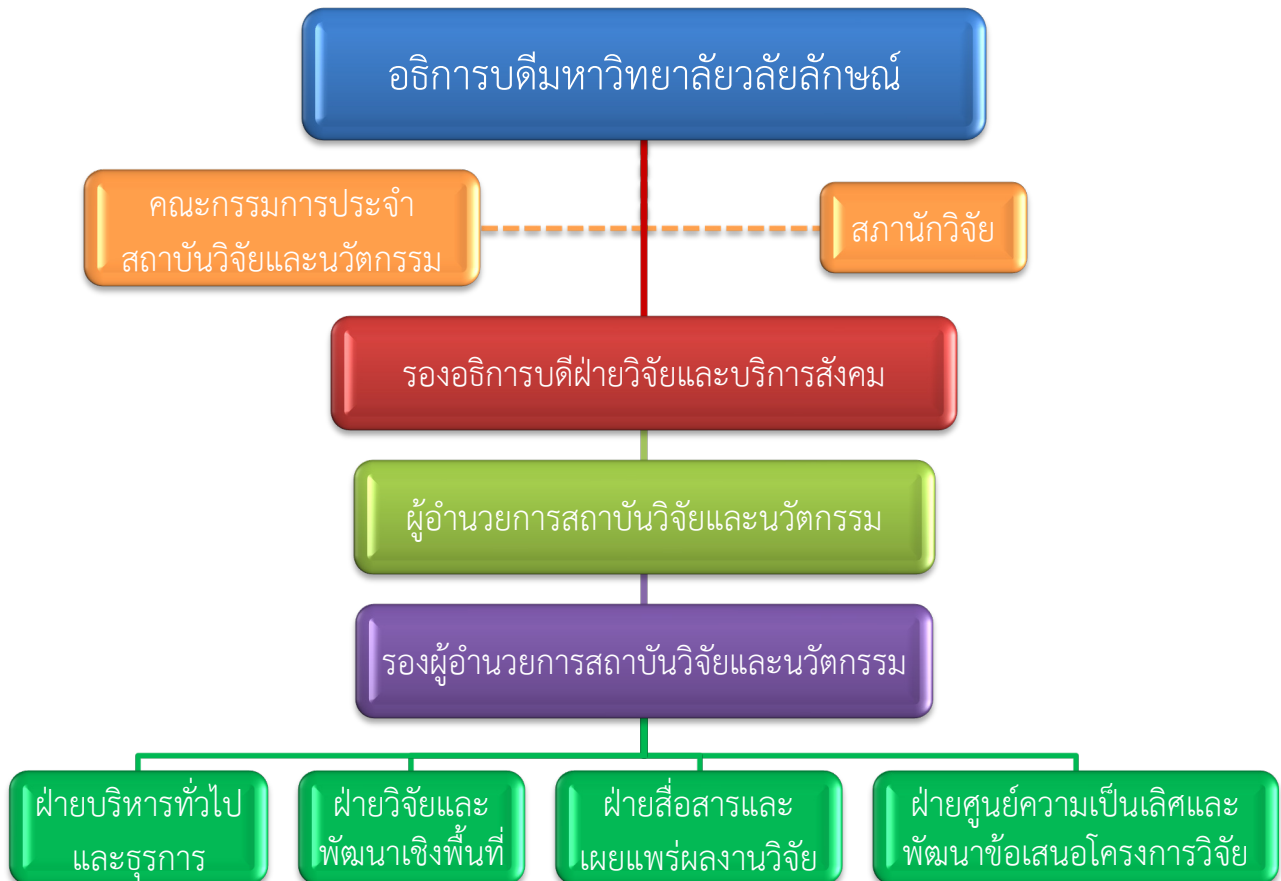 อธิการบดีมหาวิทยาลัยวลัยลักษณ์
คณะกรรมการประจำ
สถาบันวิจัยและนวัตกรรม
สภานักวิจัย
รองอธิการบดีฝ่ายวิจัยและบริการสังคม
ผู้อำนวยการสถาบันวิจัยและนวัตกรรม
รองผู้อำนวยการสถาบันวิจัยและนวัตกรรม
ฝ่ายบริหารทั่วไป
และธุรการ
ฝ่ายวิจัยและ
พัฒนาเชิงพื้นที่
ฝ่ายสื่อสารและ
เผยแพร่ผลงานวิจัย
ฝ่ายศูนย์ความเป็นเลิศและ
พัฒนาข้อเสนอโครงการวิจัย